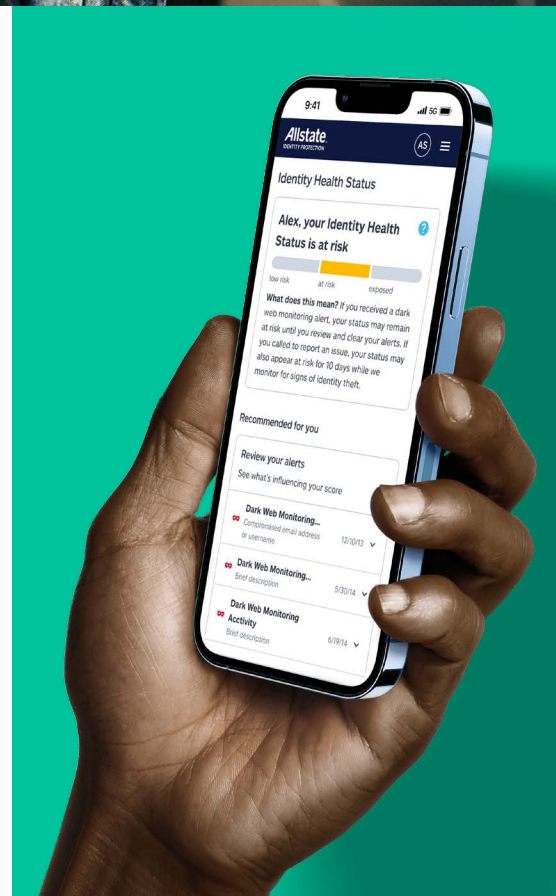 9:41
5G
Allstate.
IDENTITY PROTECTION
AS
Identity Health Status
Alex, your Identity Health
Status is at risk
?
low risk
at risk
exposed
What does this mean? If you received a dark
web monitoring alert, your status may remain
at risk until you review and clear your alerts. If
you called to report an issue, your status may
also appear at risk for 10 days while we
monitor for signs of identity theft.
Recommended for you
Review your alerts
See what's influencing your score
Dark Web Monitoring...
Compromised email address
or username
12/10/13
Dark Web Monitoring...
Brief description
5/30/14
Dark Web Monitoring
Acctivity
Brief description
6/19/14